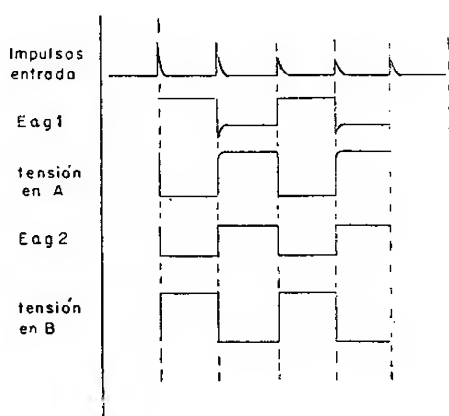 Impulsos
entrada
Eag1
tensión
en A
Eag2
tensión
en B